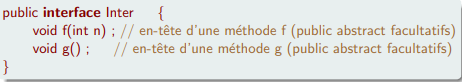 public interface Inter {
void f(int n) ; // en-tête d'une méthode f (public abstract facultatifs)
void g() ; // en-tête d'une méthode g (public abstract facultatifs)
}